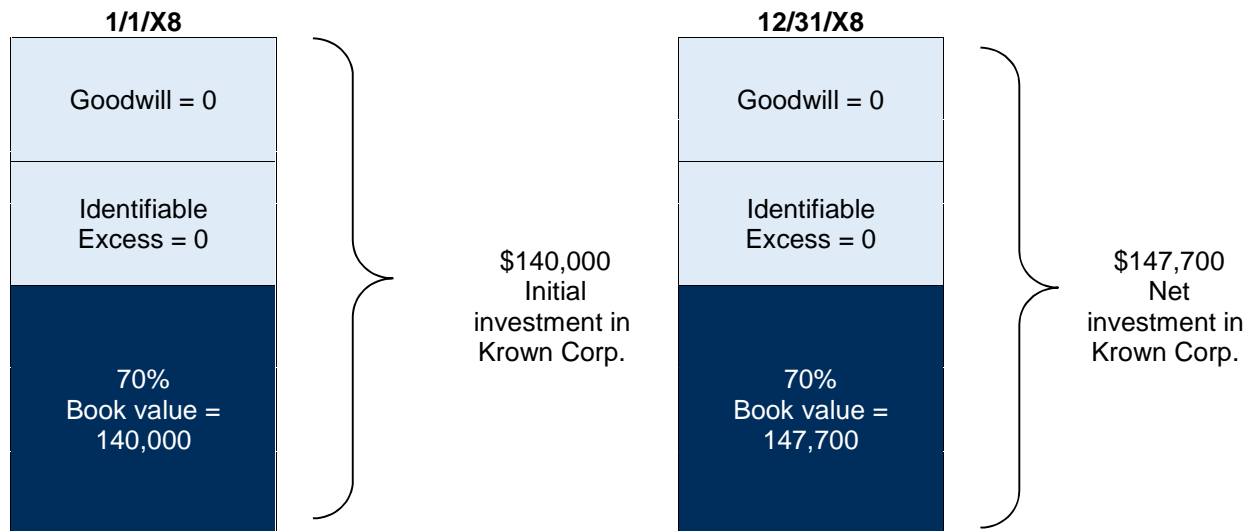 1/1/X8
Goodwill = 0
Identifiable
Excess = 0
70%
Book value =
140,000
$140,000
Initial
investment in
Krown Corp.
12/31/X8
Goodwill = 0
Identifiable
Excess = 0
70%
Book value =
147,700
$147,700
Net
investment in
Krown Corp.